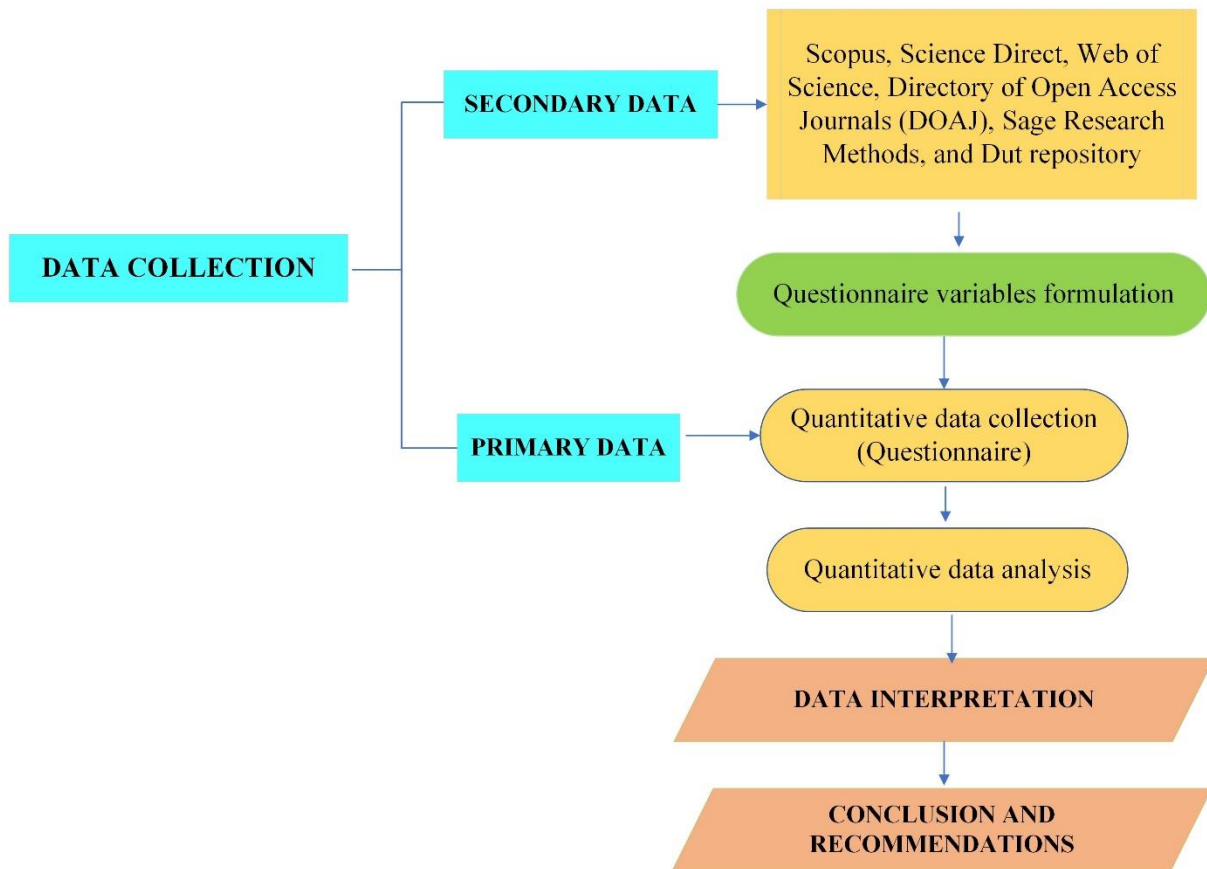 DATA COLLECTION
SECONDARY DATA
Scopus, Science Direct, Web of
Science, Directory of Open Access
Journals (DOAJ), Sage Research
Methods, and Dut repository
Questionnaire variables formulation
PRIMARY DATA
Quantitative data collection
(Questionnaire)
Quantitative data analysis
DATA INTERPRETATION
CONCLUSION AND
RECOMMENDATIONS